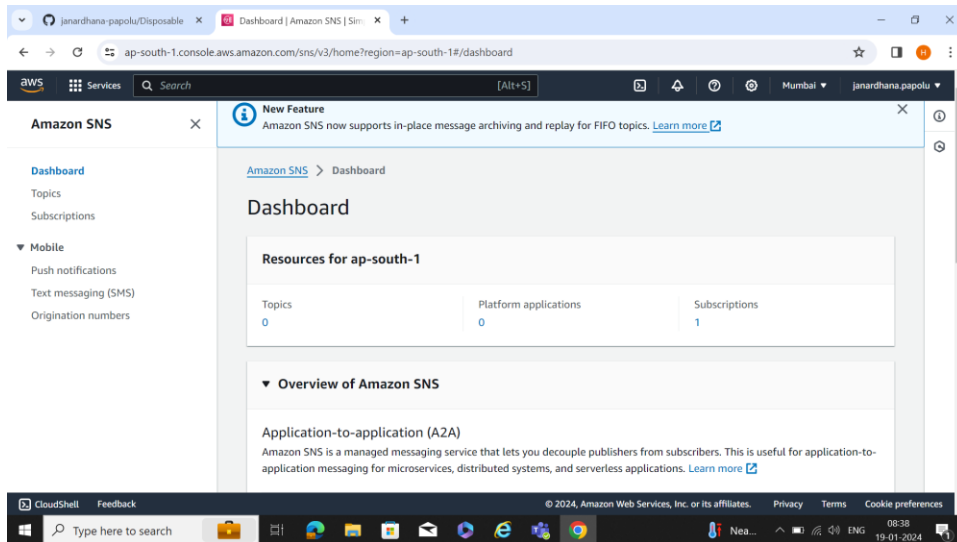 janardhana-papolu/Disposable
Dashboard | Amazon SNS | Sim
ap-south-1.console.aws.amazon.com/sns/v3/home?region=ap-south-1#/dashboard
H
aws
Services
Search
[Alt+S]
Mumbai
janardhana.papolu
Amazon SNS
New Feature
Amazon SNS now supports in-place message archiving and replay for FIFO topics. Learn more
Dashboard
Topics
Subscriptions
Mobile
Push notifications
Text messaging (SMS)
Origination numbers
Amazon SNS > Dashboard
Dashboard
Resources for ap-south-1
Topics
0
Platform applications
0
Subscriptions
1
Overview of Amazon SNS
Application-to-application (A2A)
Amazon SNS is a managed messaging service that lets you decouple publishers from subscribers. This is useful for application-to-
application messaging for microservices, distributed systems, and serverless applications. Learn more
CloudShell
Feedback
© 2024, Amazon Web Services, Inc. or its affiliates.
Privacy
Terms
Cookie preferences
Type here to search
Nea...
ENG
08:38
19-01-2024
1